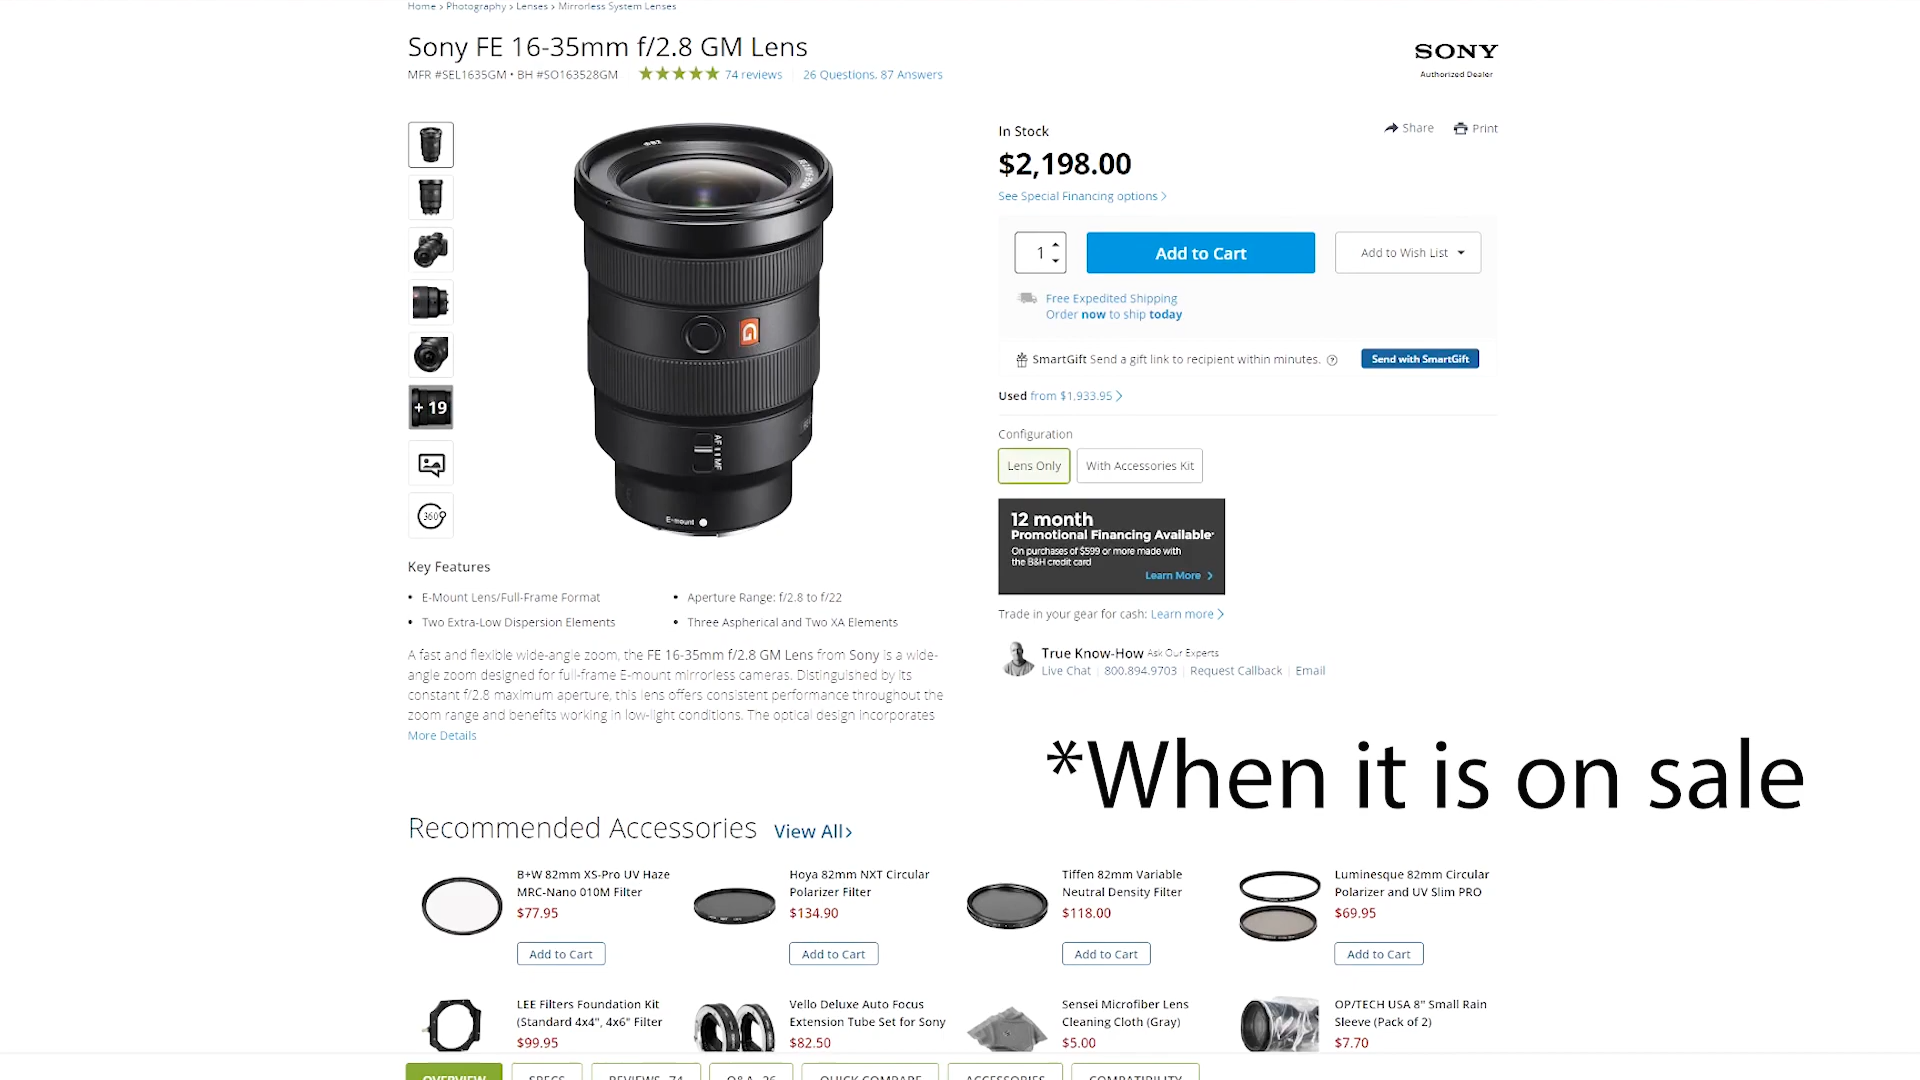 Home › Photography › Lenses › Mirrorless System Lenses
Sony FE 16-35mm f/2.8 GM Lens
MFR #SEL1635GM • BH #SO163528GM 74 reviews 26 Questions, 87 Answers
SONY
Authorized Dealer
+ 19
360
AF MF
E-mount
In Stock
Share Print
$2,198.00
See Special Financing options >
1 Add to Cart Add to Wish List
Free Expedited Shipping
Order now to ship today
SmartGift Send a gift link to recipient within minutes. ? Send with SmartGift
Used from $1,933.95 >
Configuration
Lens Only With Accessories Kit
12 month
Promotional Financing Available*
On purchases of $599 or more made with
the B&H credit card
Learn More >
Trade in your gear for cash: Learn more >
True Know-How Ask Our Experts
Live Chat | 800.894.9703 | Request Callback | Email
Key Features
• E-Mount Lens/Full-Frame Format
• Aperture Range: f/2.8 to f/22
• Two Extra-Low Dispersion Elements
• Three Aspherical and Two XA Elements
A fast and flexible wide-angle zoom, the FE 16-35mm f/2.8 GM Lens from Sony is a wide-
angle zoom designed for full-frame E-mount mirrorless cameras. Distinguished by its
constant f/2.8 maximum aperture, this lens offers consistent performance throughout the
zoom range and benefits working in low-light conditions. The optical design incorporates
More Details
*When it is on sale
Recommended Accessories View All›
B+W 82mm XS-Pro UV Haze
MRC-Nano 010M Filter
$77.95
Add to Cart
Hoya 82mm NXT Circular
Polarizer Filter
$134.90
Add to Cart
Tiffen 82mm Variable
Neutral Density Filter
$118.00
Add to Cart
Luminesque 82mm Circular
Polarizer and UV Slim PRO
$69.95
Add to Cart
LEE Filters Foundation Kit
(Standard 4x4", 4x6" Filter
$99.95
Vello Deluxe Auto Focus
Extension Tube Set for Sony
$82.50
Sensei Microfiber Lens
Cleaning Cloth (Gray)
$5.00
OP/TECH USA 8" Small Rain
Sleeve (Pack of 2)
$7.70
OVERVIEW SPECS REVIEWS 74 Q&A 26 QUICK COMPARE ACCESSORIES COMPATIBILITY